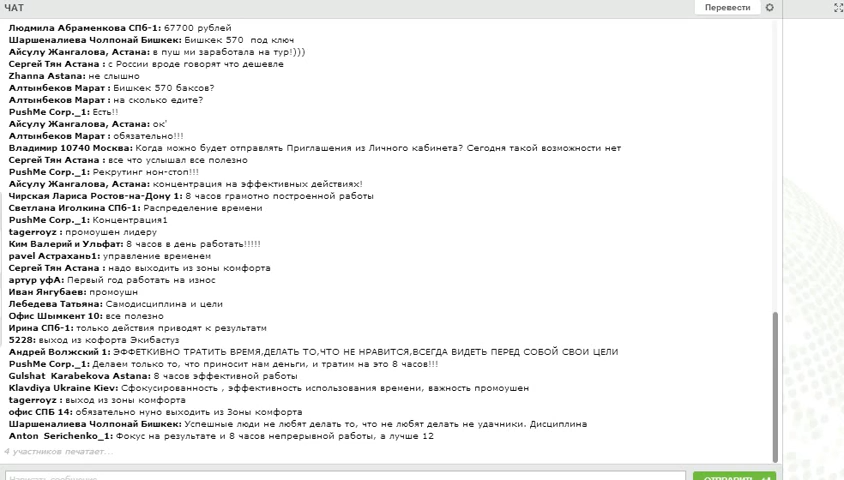 ЧАТ
Перевести
Людмила Абраменкова СПб-1: 67700 рублей
Шаршеналиева Чолпонай Бишкек: Бишкек 570 под ключ
Айсулу Жангалова, Астана: в пуш ми заработала на тур!)))
Сергей Тян Астана : с России вроде говорят что дешевле
Zhanna Astana: не слышно
Алтынбеков Марат : Бишкек 570 баксов?
Алтынбеков Марат : на сколько едите?
PushMe Corp._1: Есть!!
Айсулу Жангалова, Астана: ок'
Алтынбеков Марат : обязательно!!!
Владимир 10740 Москва: Когда можно будет отправлять Приглашения из Личного кабинета? Сегодня такой возможности нет
Сергей Тян Астана : все что услышал все полезно
PushMe Corp._1: Рекрутинг нон-стоп!!!
Айсулу Жангалова, Астана: концентрация на эффективных действиях!
Чирская Лариса Ростов-на-Дону 1: 8 часов грамотно построенной работы
Светлана Иголкина СПб-1: Распределение времени
PushMe Corp._1: Концентрация1
tagerroyz : промоушен лидеру
Ким Валерий и Ульфат: 8 часов в день работать!!!!!
pavel Астрахань1: управление временем
Сергей Тян Астана : надо выходить из зоны комфорта
артур уфА: Первый год работать на износ
Иван Янгубаев: промоушн
Лебедева Татьяна: Самодисциплина и цели
Офис Шымкент 10: все полезно
Ирина СПб-1: только действия приводят к результатм
5228: выход из кофорта Экибастуз
Андрей Волжский 1: ЭФФЕТКИВНО ТРАТИТЬ ВРЕМЯ,ДЕЛАТЬ ТО,ЧТО НЕ НРАВИТСЯ,ВСЕГДА ВИДЕТЬ ПЕРЕД СОБОЙ СВОИ ЦЕЛИ
PushMe Corp._1: Делаем только то, что приносит нам деньги, и тратим на это 8 часов!!!
Gulshat Karabekova Astana: 8 часов эффективной работы
Klavdiya Ukraine Kiev: Сфокусированность , эффективность использования времени, важность промоушен
tagerroyz : выход из зоны комфорта
офис СПБ 14: обязательно нуно выходить из Зоны комфорта
Шаршеналиева Чолпонай Бишкек: Успешные люди не любят делать то, что не любят делать не удачники. Дисциплина
Anton Serichenko_1: Фокус на результате и 8 часов непрерывной работы, а лучше 12
4 участников печатает...
Написать сообщение
ОТПРАВИТЬ